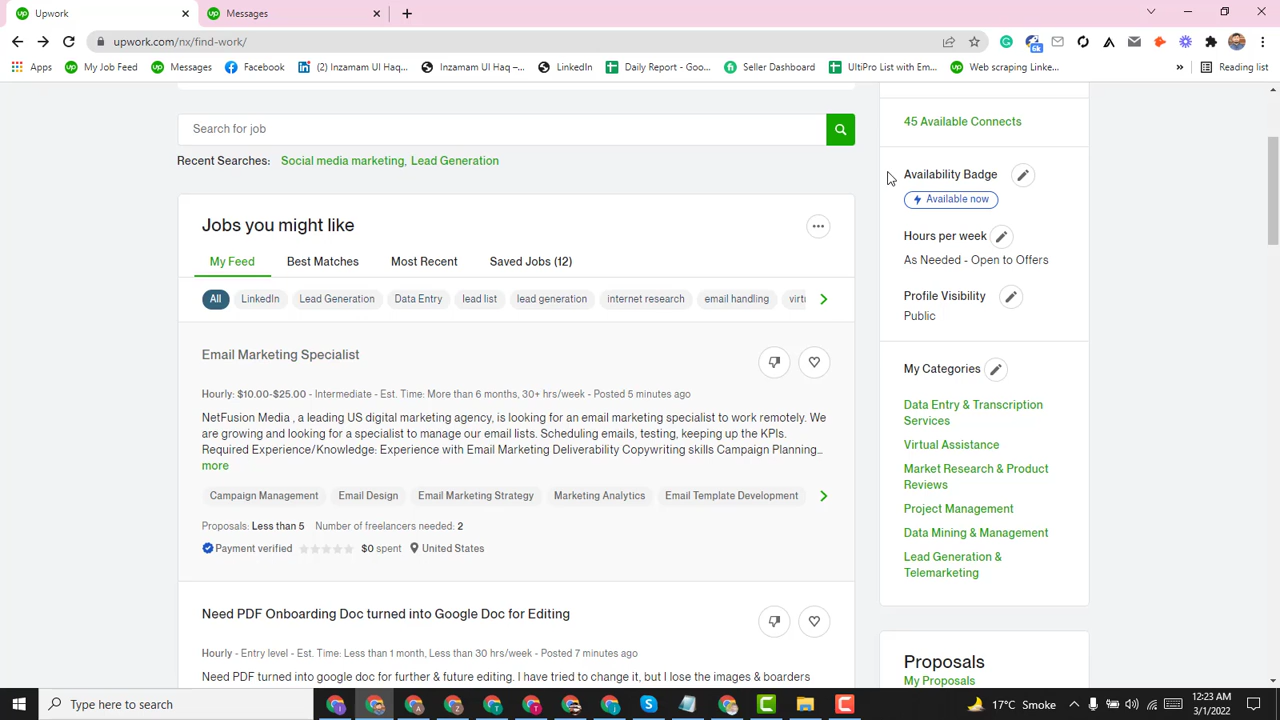 Upwork
Messages
upwork.com/nx/find-work/
6k
Apps
My Job Feed
Messages
Facebook
(2) Inzamam Ul Haq...
Inzamam Ul Haq –...
LinkedIn
Daily Report - Goo...
Seller Dashboard
UltiPro List with Em...
Web scraping Linke...
»
Reading list
45 Available Connects
Search for job
Recent Searches: Social media marketing, Lead Generation
Availability Badge
Available now
Jobs you might like
Hours per week
As Needed - Open to Offers
My Feed
Best Matches
Most Recent
Saved Jobs (12)
All
LinkedIn
Lead Generation
Data Entry
lead list
lead generation
internet research
email handling
virtu
Profile Visibility
Public
Email Marketing Specialist
Hourly: $10.00-$25.00 - Intermediate - Est. Time: More than 6 months, 30+ hrs/week - Posted 5 minutes ago
NetFusion Media , a leading US digital marketing agency, is looking for an email marketing specialist to work remotely. We
are growing and looking for a specialist to manage our email lists. Scheduling emails, testing, keeping up the KPIs.
Required Experience/Knowledge: Experience with Email Marketing Deliverability Copywriting skills Campaign Planning...
more
Campaign Management
Email Design
Email Marketing Strategy
Marketing Analytics
Email Template Development
Proposals: Less than 5 Number of freelancers needed: 2
Payment verified
$0 spent
United States
My Categories
Data Entry & Transcription
Services
Virtual Assistance
Market Research & Product
Reviews
Project Management
Data Mining & Management
Lead Generation &
Telemarketing
Need PDF Onboarding Doc turned into Google Doc for Editing
Hourly - Entry level - Est. Time: Less than 1 month, Less than 30 hrs/week - Posted 7 minutes ago
Need PDF turned into google doc for further & future editing. I have tried to change it, but I lose the images & boarders
Proposals
My Proposals
Type here to search
17°C Smoke
12:23 AM
3/1/2022